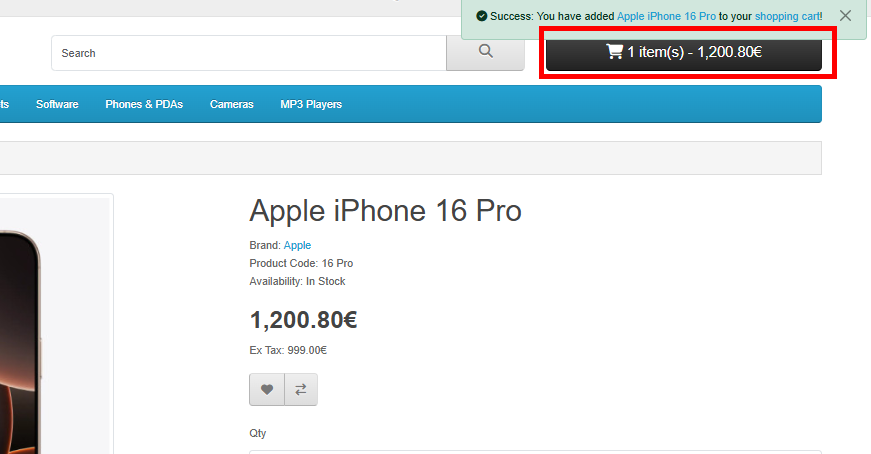 Success: You have added Apple iPhone 16 Pro to your shopping cart!
Search
1 item(s) - 1,200.80€
ts Software Phones & PDAs Cameras MP3 Players
Apple iPhone 16 Pro
Brand: Apple
Product Code: 16 Pro
Availability: In Stock
1,200.80€
Ex Tax: 999.00€
Qty